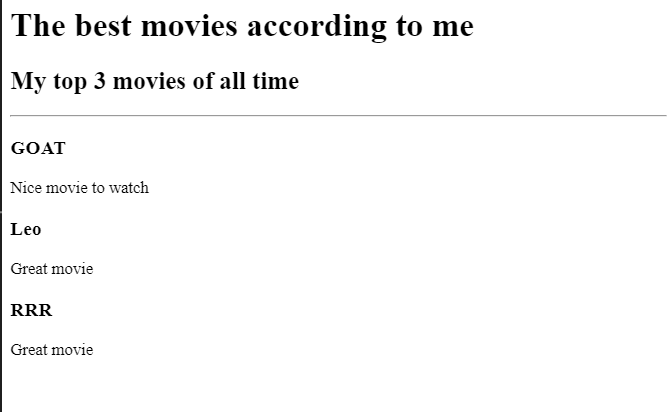 The best movies according to me
My top 3 movies of all time
GOAT
Nice movie to watch
Leo
Great movie
RRR
Great movie